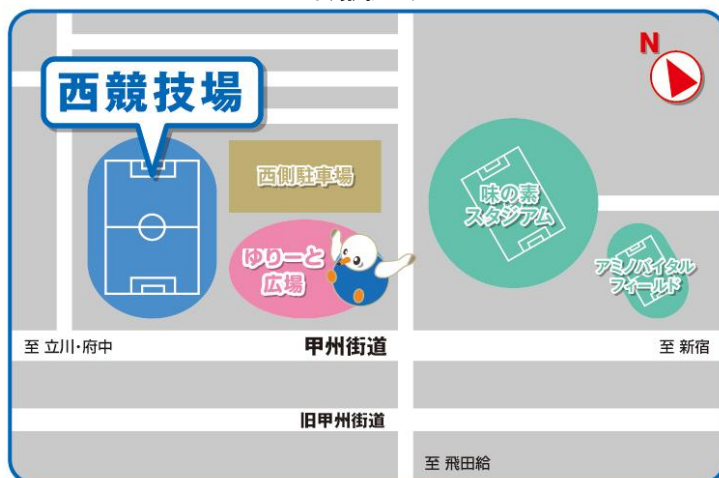 N
西競技場
西側駐車場
味の素
スタジアム
ゆりーと
広場
アミノバイタル
フィールド
至 立川・府中
甲州街道
至 新宿
旧甲州街道
至 飛田給